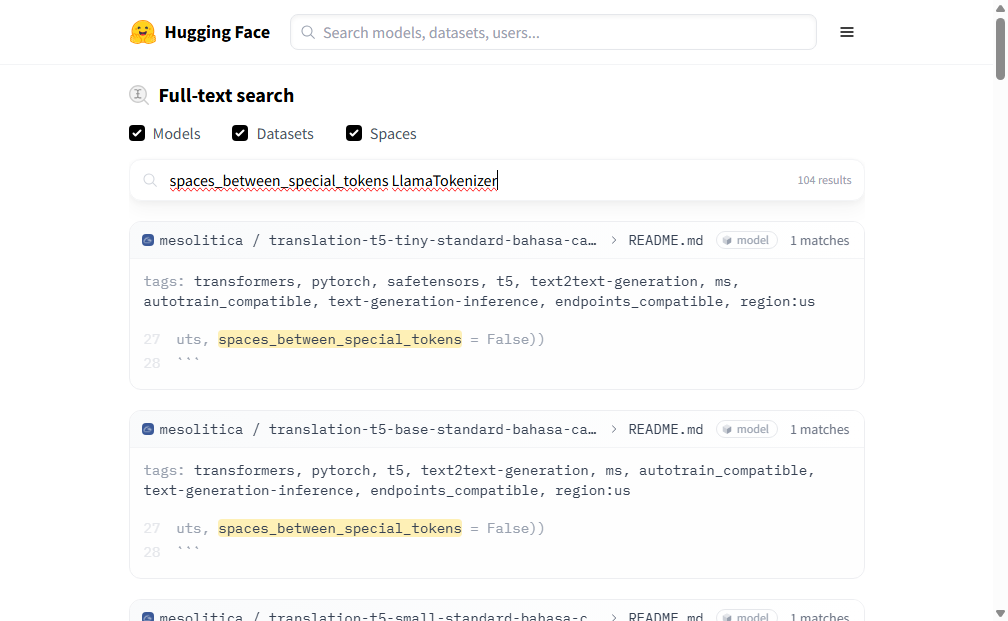 Hugging Face
Search models, datasets, users...
Full-text search
Models Datasets Spaces
spaces_between_special_tokens LlamaTokenizer 104 results
mesolitica / translation-t5-tiny-standard-bahasa-ca… > README.md model 1 matches
tags: transformers, pytorch, safetensors, t5, text2text-generation, ms,
autotrain_compatible, text-generation-inference, endpoints_compatible, region:us
27 uts, spaces_between_special_tokens = False))
28 ```
mesolitica / translation-t5-base-standard-bahasa-ca… > README.md model 1 matches
tags: transformers, pytorch, t5, text2text-generation, ms, autotrain_compatible,
text-generation-inference, endpoints_compatible, region:us
27 uts, spaces_between_special_tokens = False))
28 ```
mesolitica / translation-t5-small-standard-bahasa-c… > README.md model 1 matches